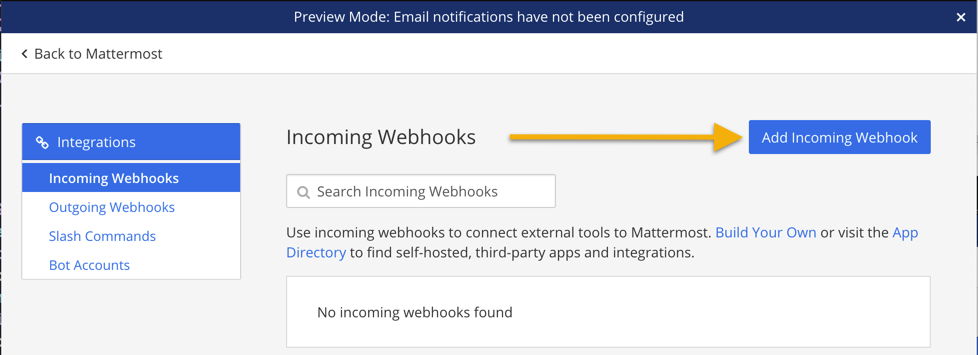 Preview Mode: Email notifications have not been configured
Back to Mattermost
Integrations
Incoming Webhooks
Outgoing Webhooks
Slash Commands
Bot Accounts
Incoming Webhooks
Add Incoming Webhook
Search Incoming Webhooks
Use incoming webhooks to connect external tools to Mattermost. Build Your Own or visit the App
Directory to find self-hosted, third-party apps and integrations.
No incoming webhooks found